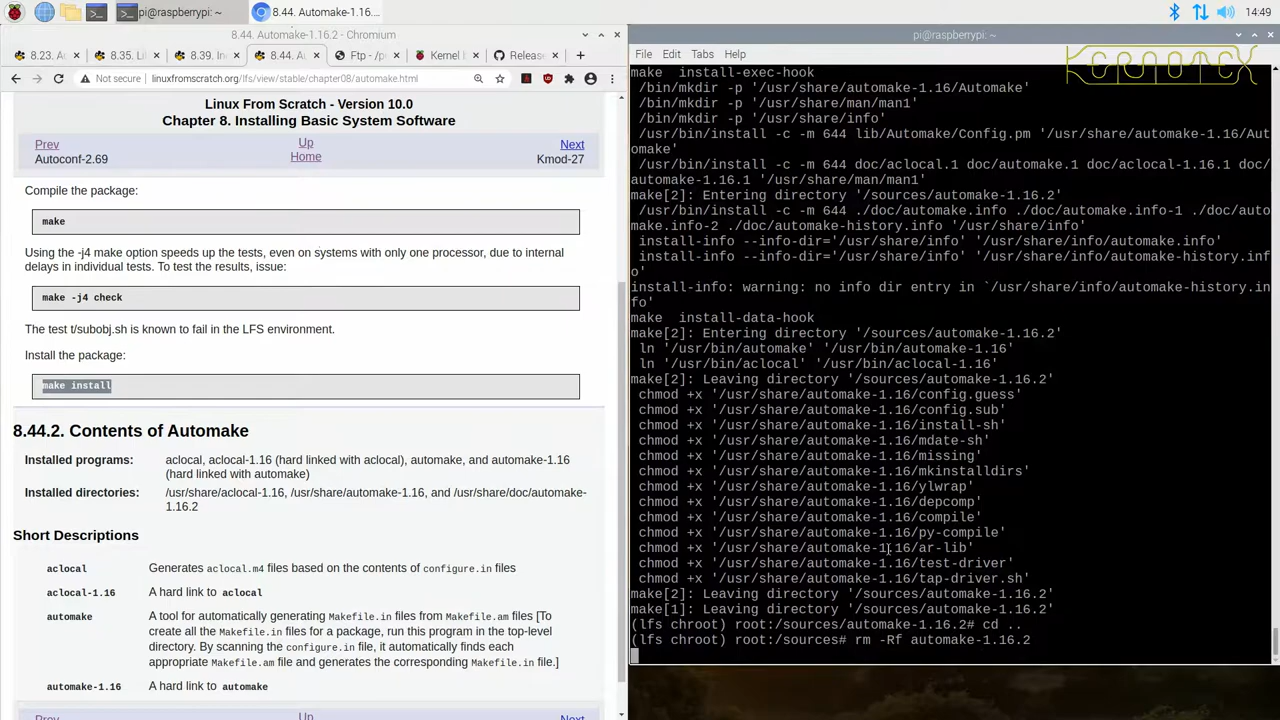 pi@raspberrypi: ~
8.44. Automake-1.16.2...
14:49
8.44. Automake-1.16.2 - Chromium
8.23. A
8.35. Li
8.39. In
8.44. Au
Ftp - /p
Kernel
Release
Not secure | linuxfromscratch.org/lfs/view/stable/chapter08/automake.html
Linux From Scratch - Version 10.0
Chapter 8. Installing Basic System Software
Prev
Up
Next
Autoconf-2.69
Home
Kmod-27
Compile the package:
make
Using the -j4 make option speeds up the tests, even on systems with only one processor, due to internal
delays in individual tests. To test the results, issue:
make -j4 check
The test t/subobj.sh is known to fail in the LFS environment.
Install the package:
make install
8.44.2. Contents of Automake
Installed programs:
aclocal, aclocal-1.16 (hard linked with aclocal), automake, and automake-1.16
(hard linked with automake)
Installed directories:
/usr/share/aclocal-1.16, /usr/share/automake-1.16, and /usr/share/doc/automake-
1.16.2
Short Descriptions
aclocal
Generates aclocal.m4 files based on the contents of configure.in files
aclocal-1.16
A hard link to aclocal
automake
A tool for automatically generating Makefile.in files from Makefile.am files [To
create all the Makefile.in files for a package, run this program in the top-level
directory. By scanning the configure.in file, it automatically finds each
appropriate Makefile.am file and generates the corresponding Makefile.in file.]
automake-1.16
A hard link to automake
Prev
Up
Next
pi@raspberrypi: ~
File Edit Tabs Help
make  install-exec-hook
/bin/mkdir -p '/usr/share/automake-1.16/Automake'
/bin/mkdir -p '/usr/share/man/man1'
/bin/mkdir -p '/usr/share/info'
/usr/bin/install -c -m 644 lib/Automake/Config.pm '/usr/share/automake-1.16/Aut
omake'
/usr/bin/install -c -m 644 doc/aclocal.1 doc/automake.1 doc/aclocal-1.16.1 doc/
automake-1.16.1 '/usr/share/man/man1'
make[2]: Entering directory '/sources/automake-1.16.2'
/usr/bin/install -c -m 644 ./doc/automake.info ./doc/automake.info-1 ./doc/auto
make.info-2 ./doc/automake-history.info '/usr/share/info'
install-info --info-dir='/usr/share/info' '/usr/share/info/automake.info'
install-info --info-dir='/usr/share/info' '/usr/share/info/automake-history.inf
o'
install-info: warning: no info dir entry in `/usr/share/info/automake-history.in
fo'
make  install-data-hook
make[2]: Entering directory '/sources/automake-1.16.2'
ln '/usr/bin/automake' '/usr/bin/automake-1.16'
ln '/usr/bin/aclocal' '/usr/bin/aclocal-1.16'
make[2]: Leaving directory '/sources/automake-1.16.2'
chmod +x '/usr/share/automake-1.16/config.guess'
chmod +x '/usr/share/automake-1.16/config.sub'
chmod +x '/usr/share/automake-1.16/install-sh'
chmod +x '/usr/share/automake-1.16/mdate-sh'
chmod +x '/usr/share/automake-1.16/missing'
chmod +x '/usr/share/automake-1.16/mkinstalldirs'
chmod +x '/usr/share/automake-1.16/ylwrap'
chmod +x '/usr/share/automake-1.16/depcomp'
chmod +x '/usr/share/automake-1.16/compile'
chmod +x '/usr/share/automake-1.16/py-compile'
chmod +x '/usr/share/automake-1.16/ar-lib'
chmod +x '/usr/share/automake-1.16/test-driver'
chmod +x '/usr/share/automake-1.16/tap-driver.sh'
make[2]: Leaving directory '/sources/automake-1.16.2'
make[1]: Leaving directory '/sources/automake-1.16.2'
(lfs chroot) root:/sources/automake-1.16.2# cd ..
(lfs chroot) root:/sources# rm -Rf automake-1.16.2